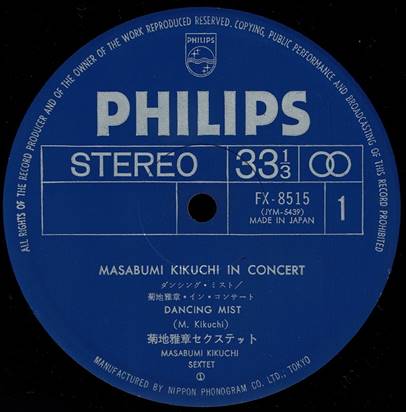 ALL RIGHTS OF THE RECORD PRODUCER AND OF THE OWNER OF THE WORK REPRODUCED RESERVED. COPYING, PUBLIC PERFORMANCE AND BROADCASTING OF THIS RECORD PROHIBITED
PHILIPS
PHILIPS
STEREO
33 1/3
FX-8515
(JYM-5439)
MADE IN JAPAN
1
MASABUMI KIKUCHI IN CONCERT
ダンシング・ミスト/
菊地雅章・イン・コンサート
DANCING MIST
(M. Kikuchi)
菊地雅章セクステット
MASABUMI KIKUCHI
SEXTET
①
MANUFACTURED BY NIPPON PHONOGRAM CO., LTD., TOKYO